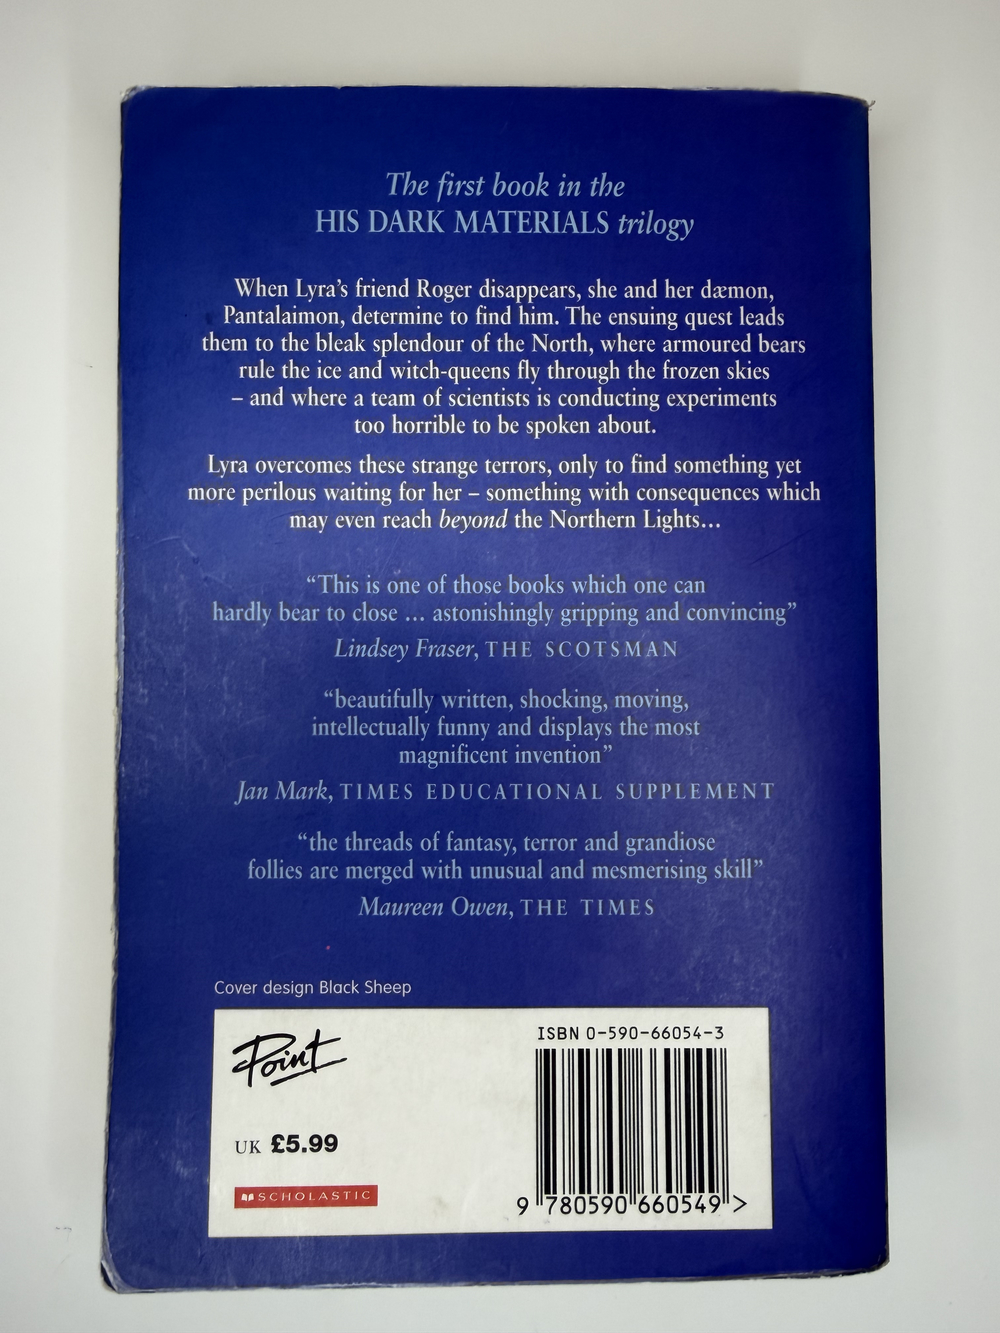 The first book in the
HIS DARK MATERIALS trilogy
When Lyra's friend Roger disappears, she and her dæmon,
Pantalaimon, determine to find him. The ensuing quest leads
them to the bleak splendour of the North, where armoured bears
rule the ice and witch-queens fly through the frozen skies
– and where a team of scientists is conducting experiments
too horrible to be spoken about.
Lyra overcomes these strange terrors, only to find something yet
more perilous waiting for her – something with consequences which
may even reach beyond the Northern Lights...
“This is one of those books which one can
hardly bear to close ... astonishingly gripping and convincing”
Lindsey Fraser, THE SCOTSMAN
“beautifully written, shocking, moving,
intellectually funny and displays the most
magnificent invention”
Jan Mark, TIMES EDUCATIONAL SUPPLEMENT
“the threads of fantasy, terror and grandiose
follies are merged with unusual and mesmerising skill”
Maureen Owen, THE TIMES
Cover design Black Sheep
Point
UK £5.99
SCHOLASTIC
ISBN 0-590-66054-3
9 780590 660549 >